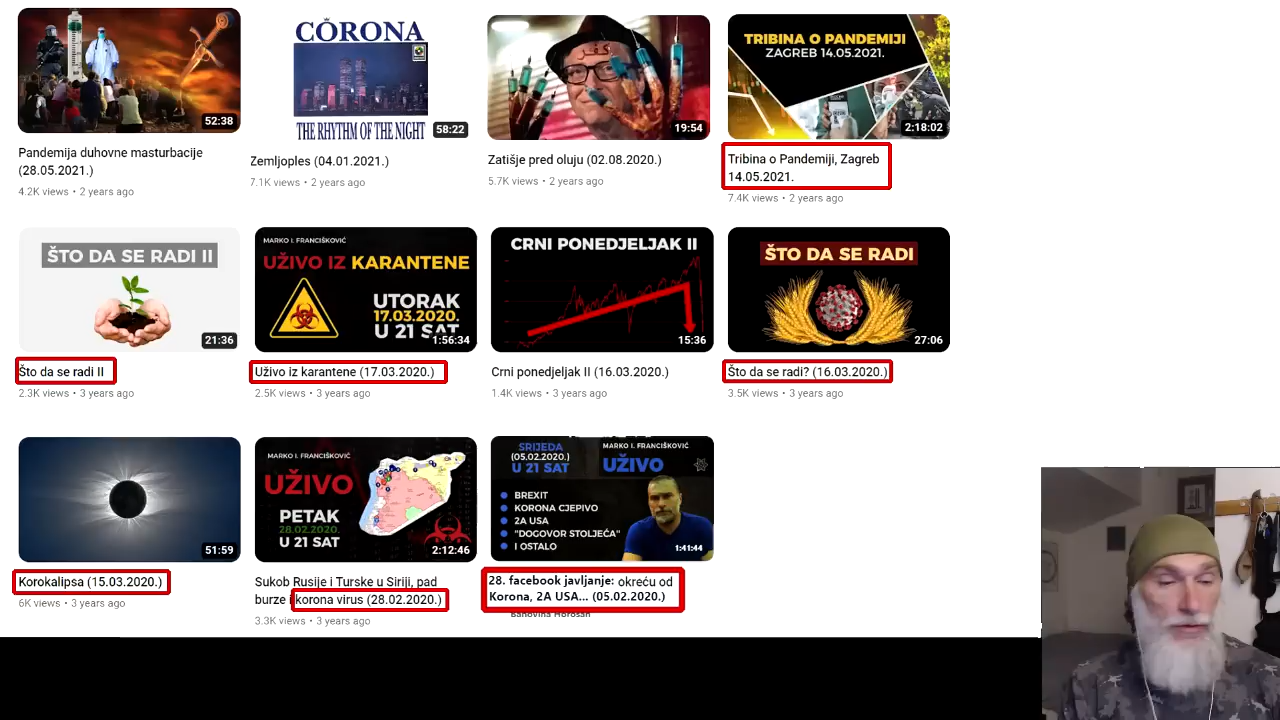 52:38
Pandemija duhovne masturbacije
(28.05.2021.)
4.2K views • 2 years ago
CŎRONA
THE RHYTHM OF THE NIGHT
58:22
Zemljoples (04.01.2021.)
7.1K views • 2 years ago
19:54
Zatišje pred oluju (02.08.2020.)
5.7K views • 2 years ago
TRIBINA O PANDEMIJI
ZAGREB 14.05.2021.
2:18:02
Tribina o Pandemiji, Zagreb
14.05.2021.
7.4K views • 2 years ago
ŠTO DA SE RADI II
21:36
Što da se radi II
2.3K views • 3 years ago
MARKO I. FRANCIŠKOVIĆ
UŽIVO IZ KARANTENE
UTORAK
17.03.2020.
U 21 SAT
1:56:34
Uživo iz karantene (17.03.2020.)
2.5K views • 3 years ago
CRNI PONEDJELJAK II
15:36
Crni ponedjeljak II (16.03.2020.)
1.4K views • 3 years ago
ŠTO DA SE RADI
27:06
Što da se radi? (16.03.2020.)
3.5K views • 3 years ago
51:59
Korokalipsa (15.03.2020.)
6K views • 3 years ago
MARKO I. FRANCIŠKOVIĆ
UŽIVO
PETAK
28.02.2020.
U 21 SAT
2:12:46
Sukob Rusije i Turske u Siriji, pad
burze i korona virus (28.02.2020.)
3.3K views • 3 years ago
SRIJEDA
(05.02.2020.)
U 21 SAT
MARKO I. FRANCIŠKOVIĆ
UŽIVO
BREXIT
KORONA CJEPIVO
2A USA
"DOGOVOR STOLJEĆA"
I OSTALO
1:41:44
28. facebook javljanje: okreću od
Korona, 2A USA... (05.02.2020.)